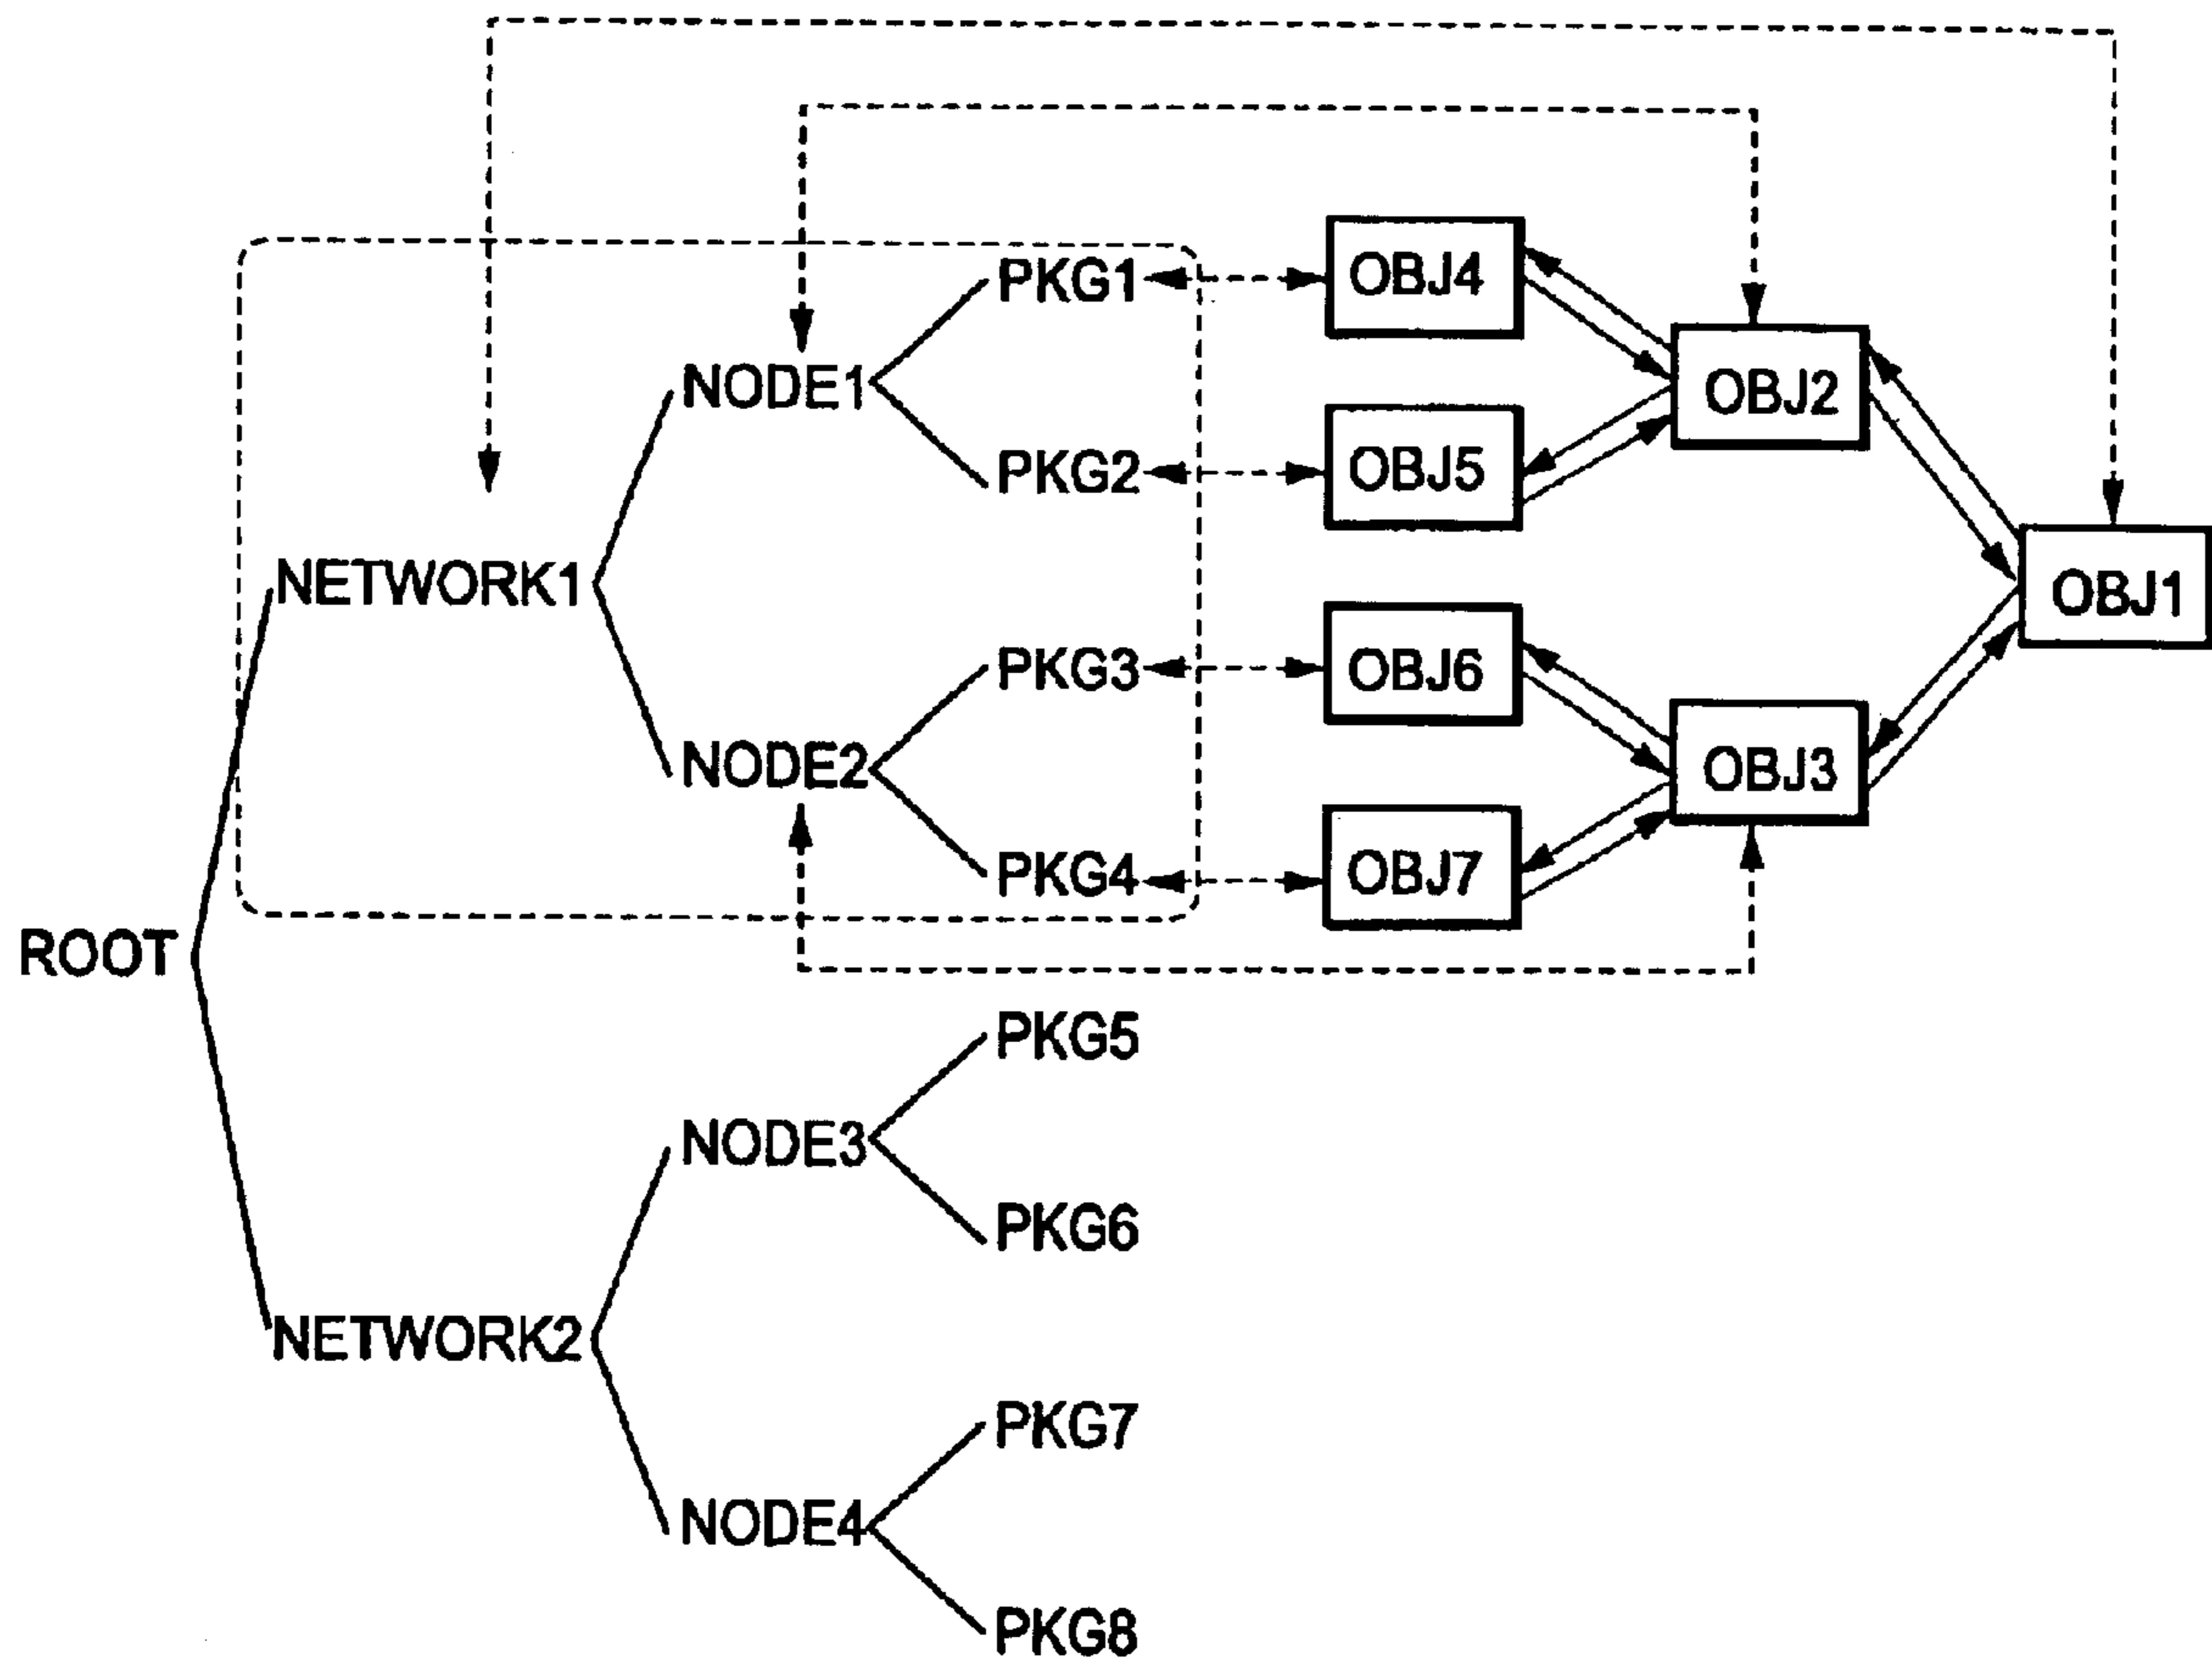 PKG1
OBJ4
NODE1
OBJ2
PKG2
OBJ5
NETWORK1
OBJ1
PKG3
OBJ6
NODE2
OBJ3
PKG4
OBJ7
ROOT
PKG5
NODE3
PKG6
NETWORK2
PKG7
NODE4
PKG8